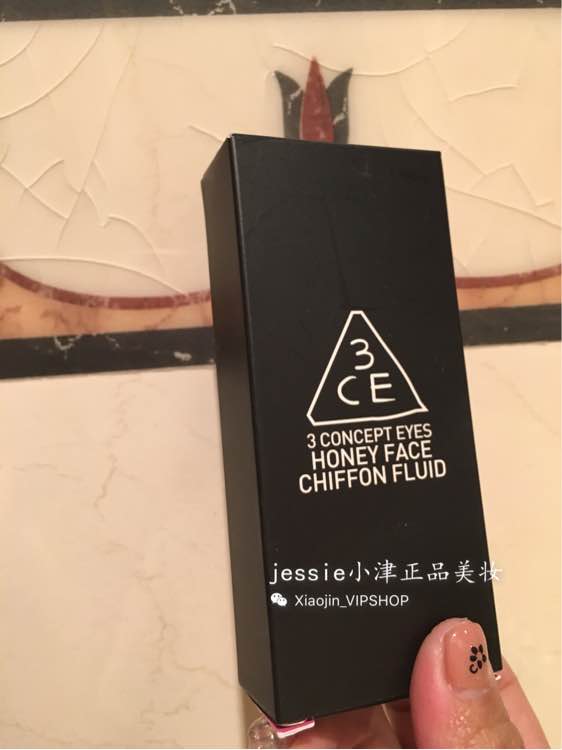 3
CE
3 CONCEPT EYES
HONEY FACE
CHIFFON FLUID
jessie小津正品美妆
Xiaojin_VIPSHOP